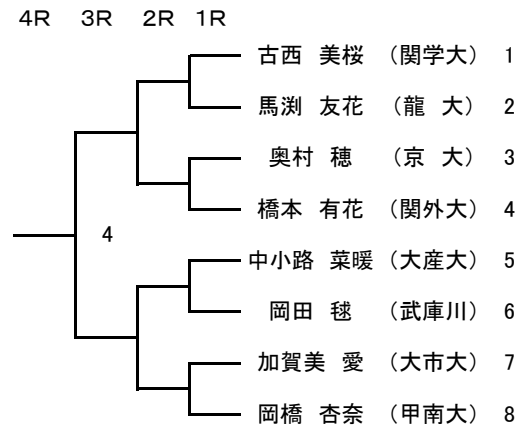 4R 3R 2R 1R
古西 美桜 (関学大) 1
馬渕 友花 (龍 大) 2
奥村 穂 (京 大) 3
橋本 有花 (関外大) 4
4
中小路 菜暖 (大産大) 5
岡田 毬 (武庫川) 6
加賀美 愛 (大市大) 7
岡橋 杏奈 (甲南大) 8